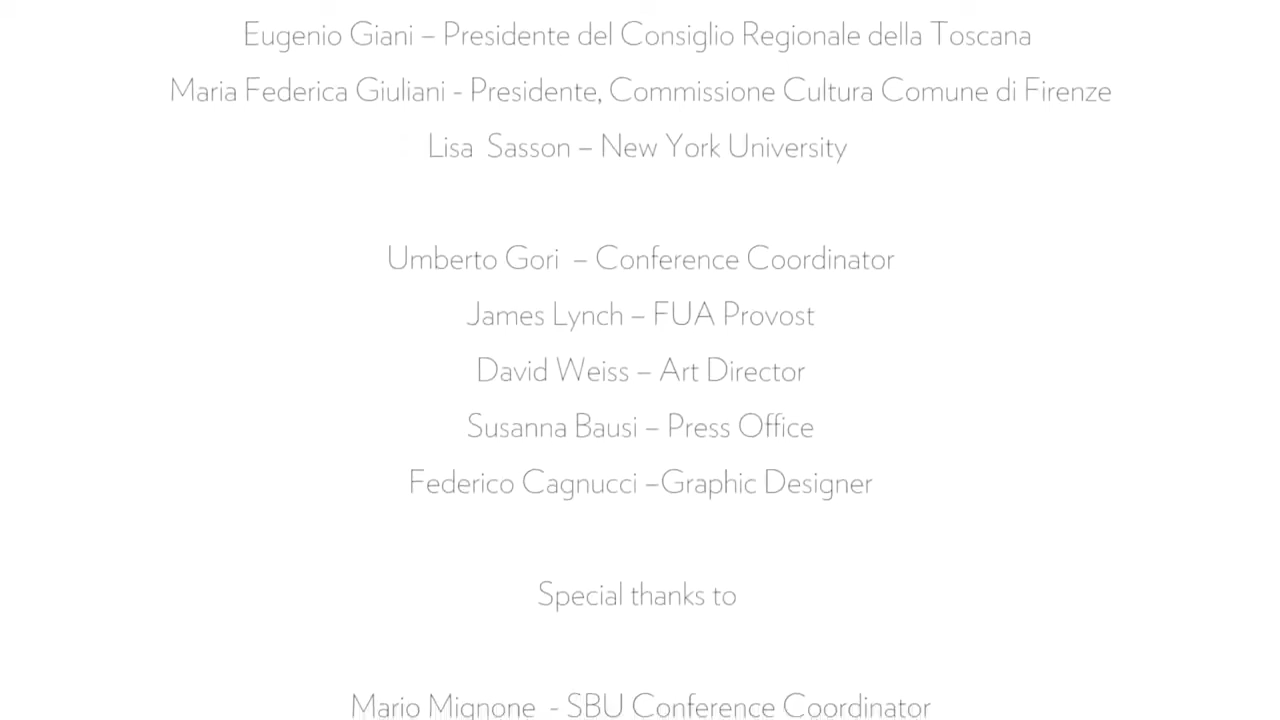 Eugenio Giani – Presidente del Consiglio Regionale della Toscana
Maria Federica Giuliani - Presidente, Commissione Cultura Comune di Firenze
Lisa  Sasson – New York University
Umberto Gori  – Conference Coordinator
James Lynch – FUA Provost
David Weiss – Art Director
Susanna Bausi – Press Office
Federico Cagnucci –Graphic Designer
Special thanks to
Mario Mignone  - SBU Conference Coordinator